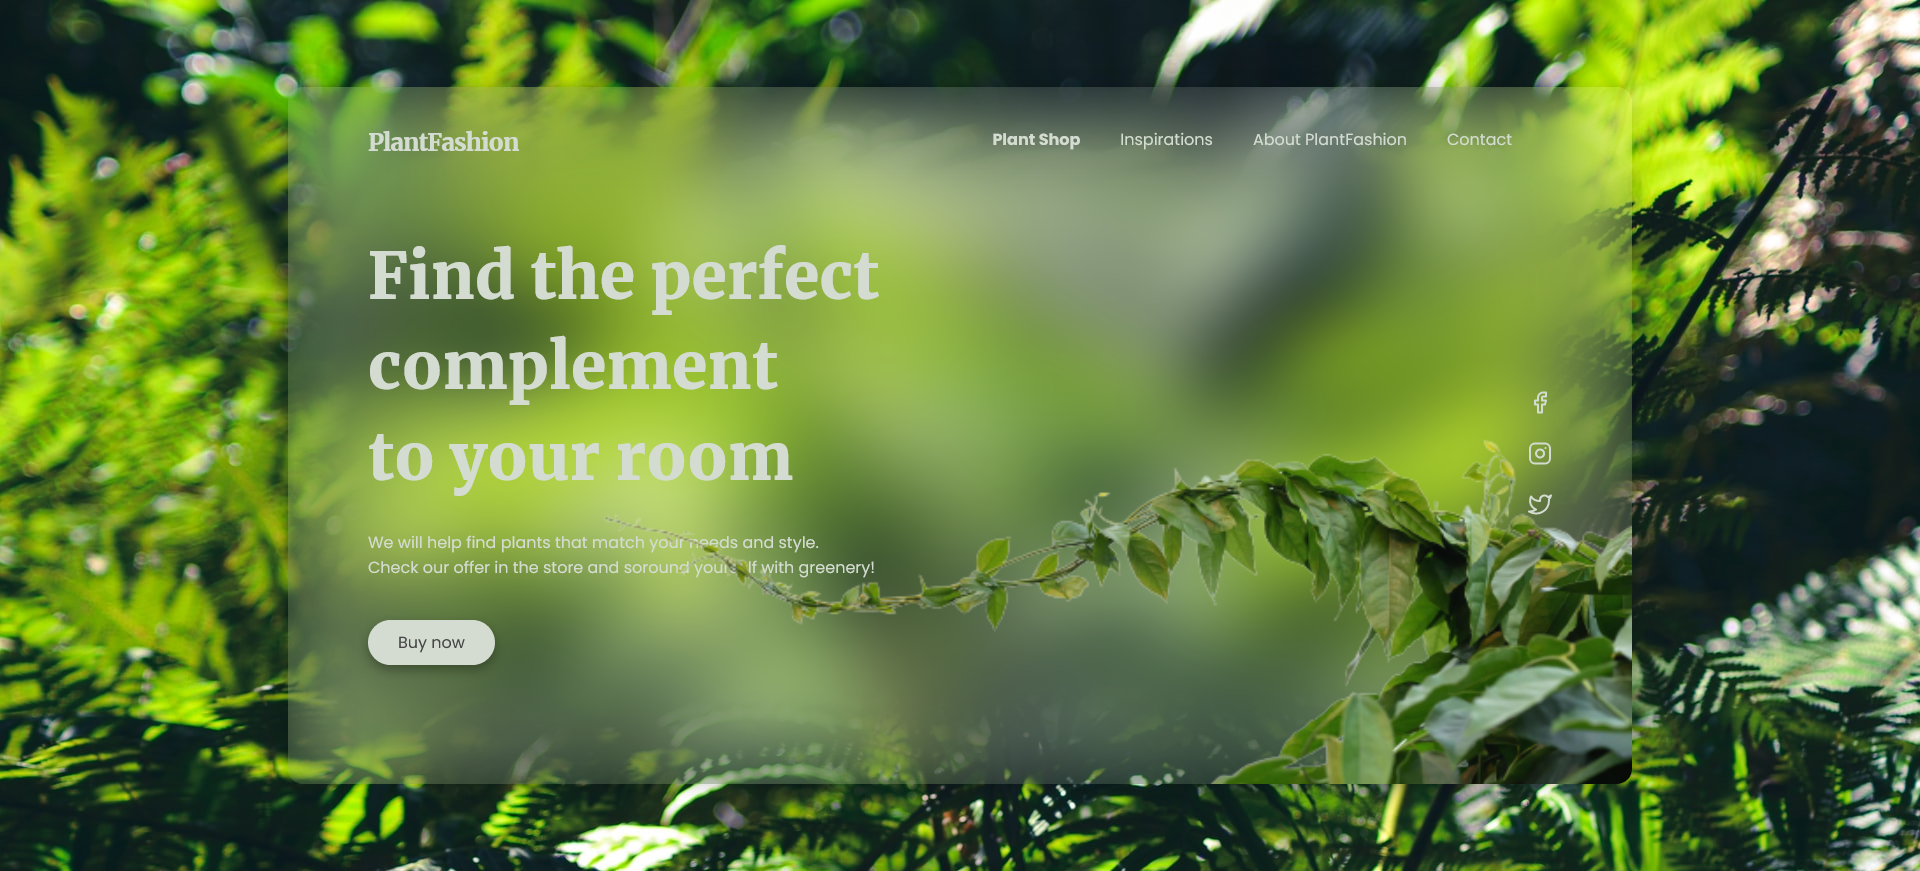 PlantFashion
Plant Shop Inspirations About PlantFashion Contact
Find the perfect
complement
to your room
We will help find plants that match your needs and style.
Check our offer in the store and soround yourself with greenery!
Buy now